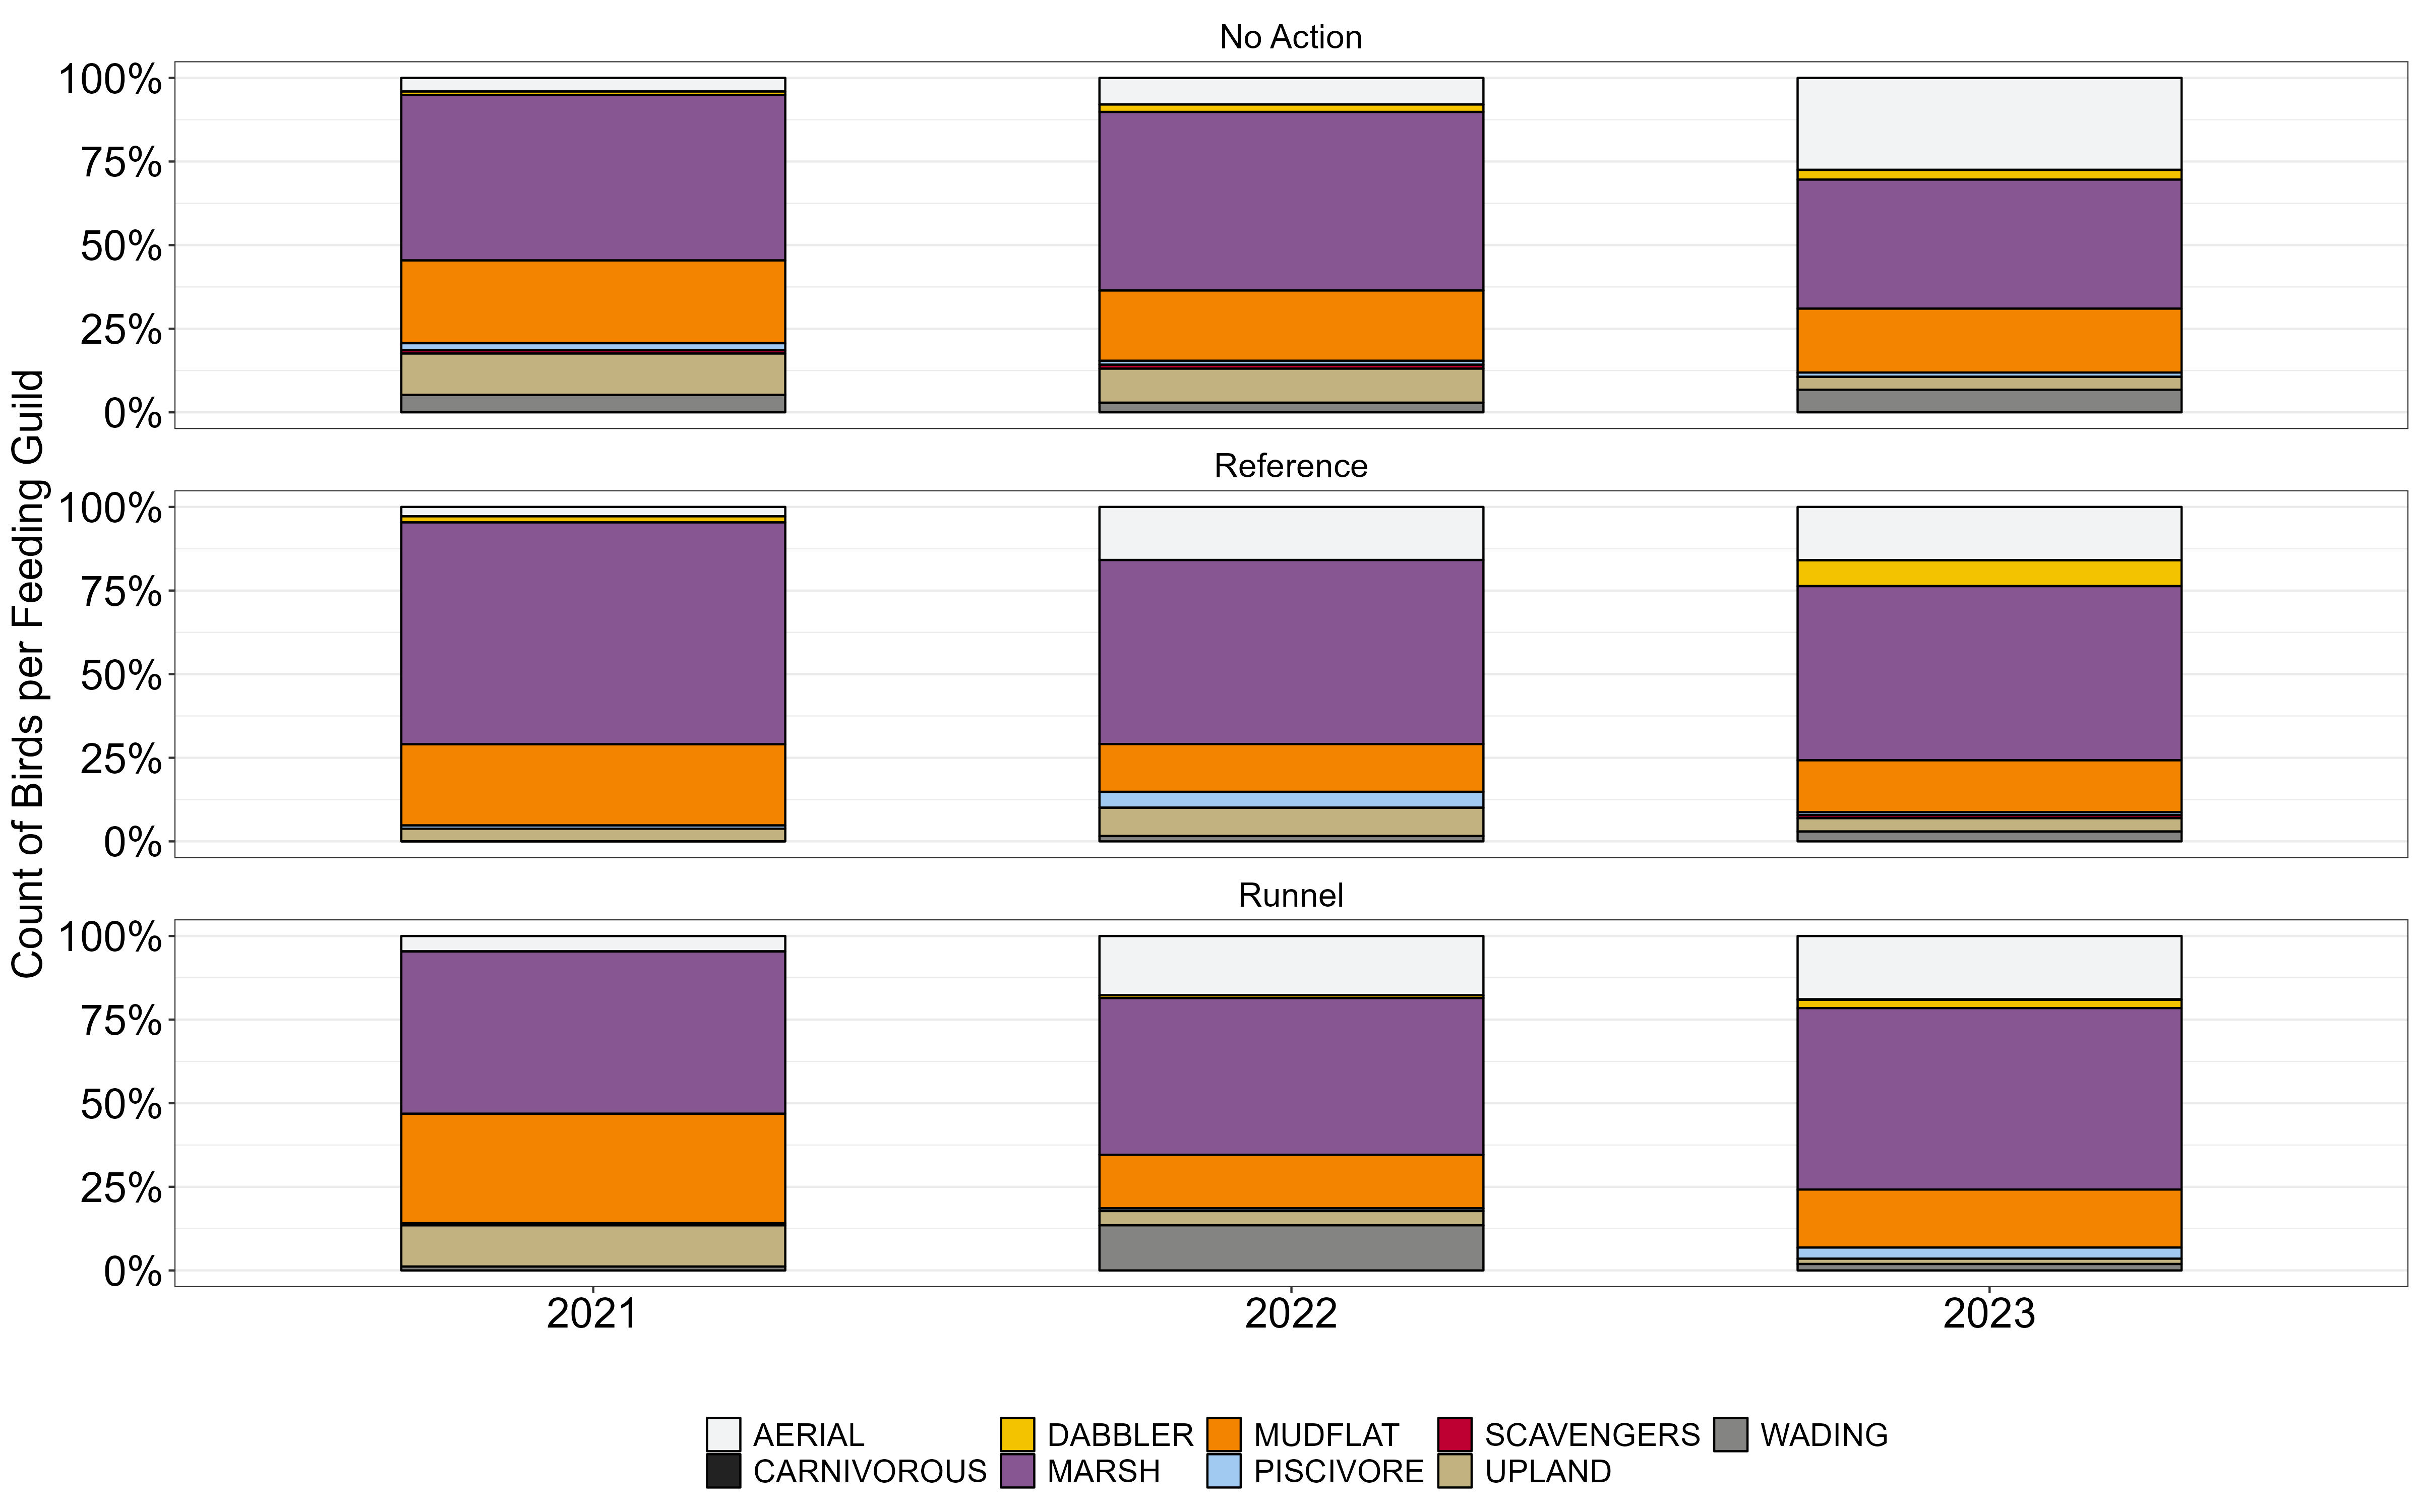 No Action
100%
75%
50%
25%
0%
Reference
100%
75%
50%
25%
0%
Runnel
100%
75%
50%
25%
0%
Count of Birds per Feeding Guild
2021 2022 2023
AERIAL DABBLER MUDFLAT SCAVENGERS WADING
CARNIVOROUS MARSH PISCIVORE UPLAND